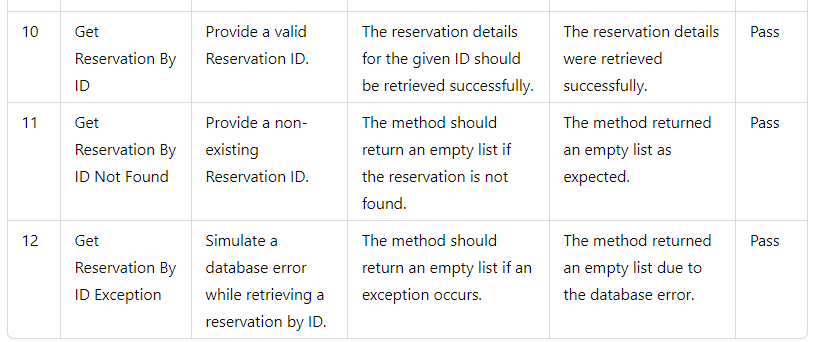 10
Get
Reservation By
ID
Provide a valid
Reservation ID.
The reservation details
for the given ID should
be retrieved successfully.
The reservation details
were retrieved
successfully.
Pass
11
Get
Reservation By
ID Not Found
Provide a non-
existing
Reservation ID.
The method should
return an empty list if
the reservation is not
found.
The method returned
an empty list as
expected.
Pass
12
Get
Reservation By
ID Exception
Simulate a
database error
while retrieving a
reservation by ID.
The method should
return an empty list if an
exception occurs.
The method returned
an empty list due to
the database error.
Pass